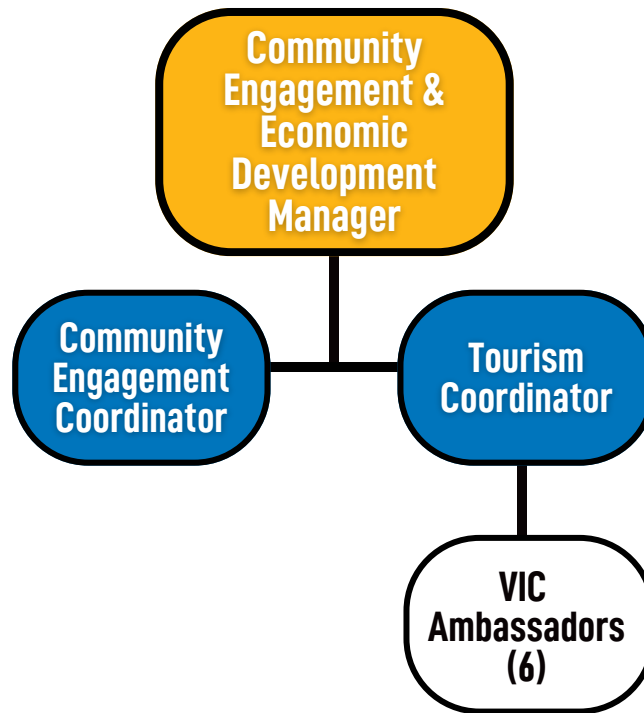 Community
Engagement &
Economic
Development
Manager
Community
Engagement
Coordinator
Tourism
Coordinator
VIC
Ambassadors
(6)